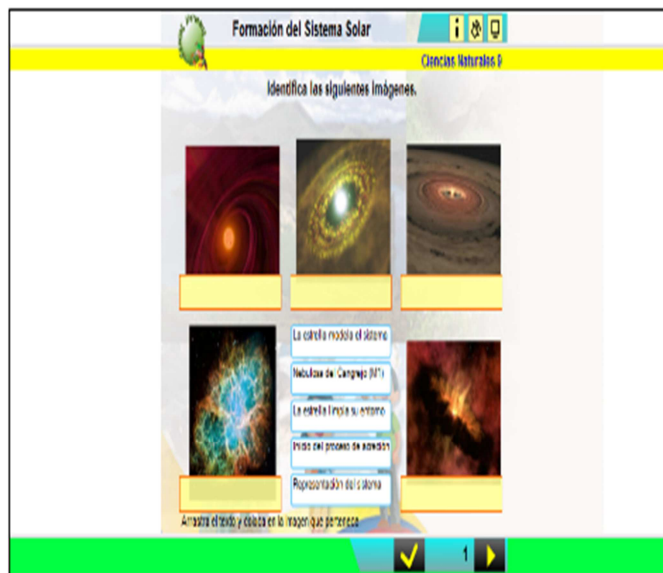 Formación del Sistema Solar
Ciencias Naturales 9
Identifica las siguientes imágenes.
La estrella modela el sistema
Nebulosa del Cangrejo (M1)
La estrella limpia su entorno
Inicio del proceso de acreción
Representación del sistema
Arrastra el texto y coloca en la imagen que pertenece
1